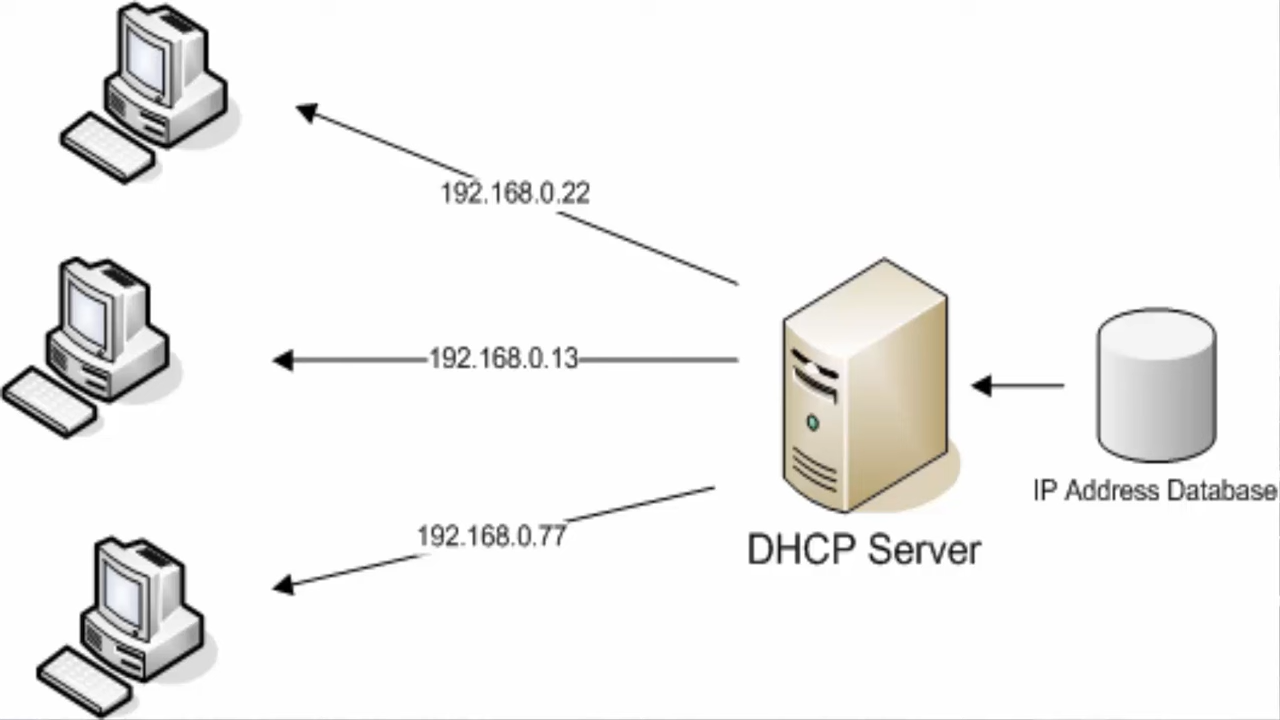 192.168.0.22
192.168.0.13
IP Address Database
192.168.0.77
DHCP Server